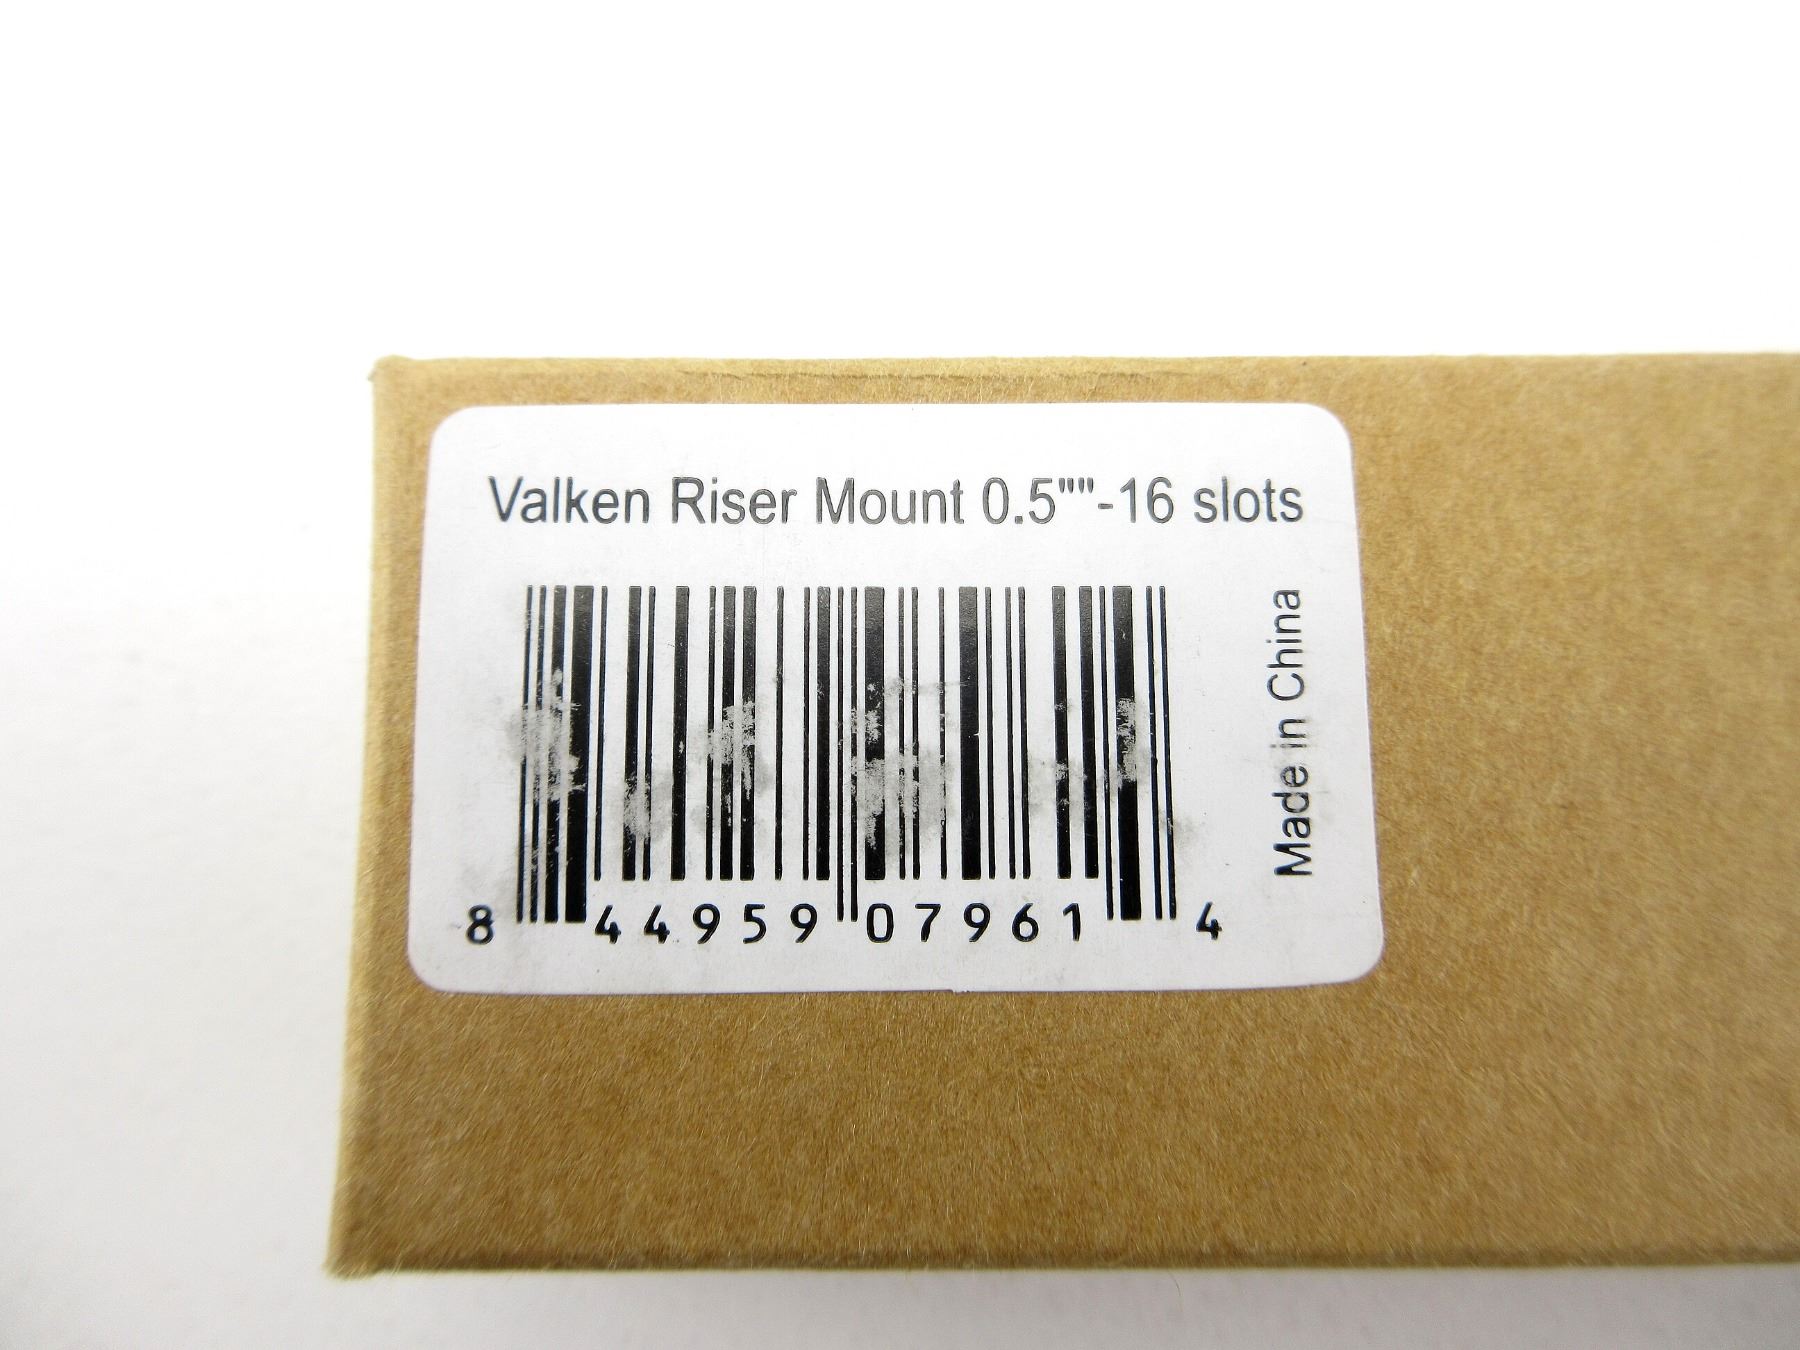 Valken Riser Mount 0.5""-16 slots
8 44959 07961 4
Made in China